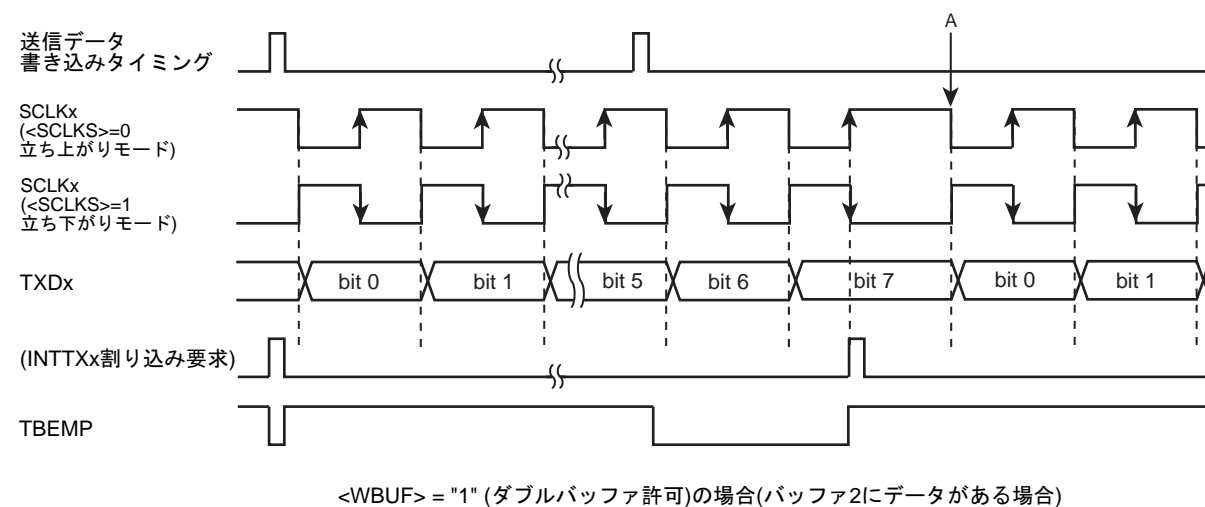 A
送信データ
書き込みタイミング
SCLKx
(<SCLKS>=0
立ち上がりモード)
SCLKx
(<SCLKS>=1
立ち下がりモード)
TXDx
bit 0
bit 1
bit 5
bit 6
bit 7
bit 0
bit 1
(INTTXx割り込み要求)
TBEMP
<WBUF> = "1" (ダブルバッファ許可)の場合(バッファ2にデータがある場合)